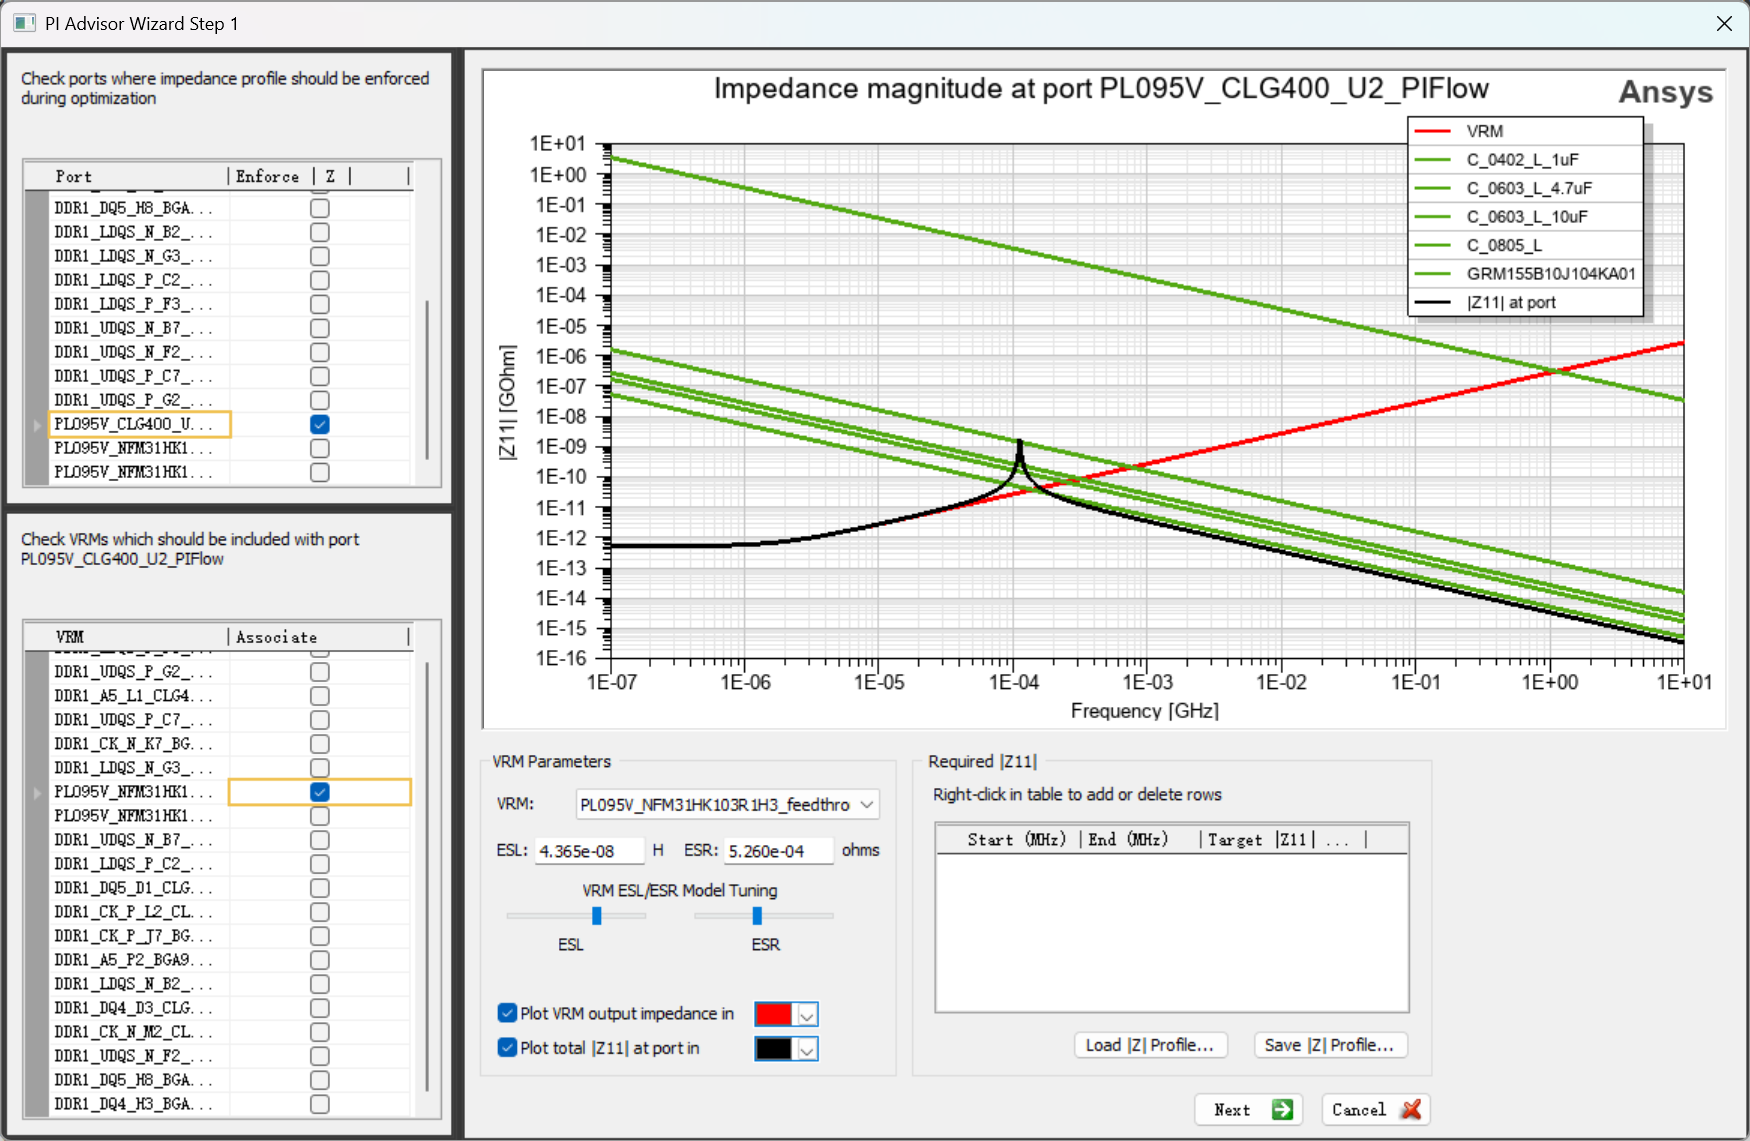 PI Advisor Wizard Step 1
Check ports where impedance profile should be enforced
during optimization
Port Enforce Z
DDR1_DQ5_H8_BGA...
DDR1_LDQS_N_B2_...
DDR1_LDQS_N_G3_...
DDR1_LDQS_P_C2_...
DDR1_LDQS_P_F3_...
DDR1_UDQS_N_B7_...
DDR1_UDQS_N_F2_...
DDR1_UDQS_P_C7_...
DDR1_UDQS_P_G2_...
PL095V_CLG400_U...
PL095V_NFM31HK1...
PL095V_NFM31HK1...
Check VRMs which should be included with port
PL095V_CLG400_U2_PIFlow
VRM Associate
DDR1_UDQS_P_G2_...
DDR1_A5_L1_CLG4...
DDR1_UDQS_P_C7_...
DDR1_CK_N_K7_BG...
DDR1_LDQS_N_G3_...
PL095V_NFM31HK1...
PL095V_NFM31HK1...
DDR1_UDQS_N_B7_...
DDR1_LDQS_P_C2_...
DDR1_DQ5_D1_CLG...
DDR1_CK_P_L2_CL...
DDR1_CK_P_J7_BG...
DDR1_A5_P2_BGA9...
DDR1_LDQS_N_B2_...
DDR1_DQ4_D3_CLG...
DDR1_CK_N_M2_CL...
DDR1_UDQS_N_F2_...
DDR1_DQ5_H8_BGA...
DDR1_DQ4_H3_BGA...
Impedance magnitude at port PL095V_CLG400_U2_PIFlow
Ansys
VRM
C_0402_L_1uF
C_0603_L_4.7uF
C_0603_L_10uF
C_0805_L
GRM155B10J104KA01
|Z11| at port
|Z11| [GOhm]
1E+01
1E+00
1E-01
1E-02
1E-03
1E-04
1E-05
1E-06
1E-07
1E-08
1E-09
1E-10
1E-11
1E-12
1E-13
1E-14
1E-15
1E-16
1E-07 1E-06 1E-05 1E-04 1E-03 1E-02 1E-01 1E+00 1E+01
Frequency [GHz]
VRM Parameters
VRM: PL095V_NFM31HK103R1H3_feedthro
ESL: 4.365e-08 H ESR: 5.260e-04 ohms
VRM ESL/ESR Model Tuning
ESL ESR
Plot VRM output impedance in
Plot total |Z11| at port in
Required |Z11|
Right-click in table to add or delete rows
Start (MHz) End (MHz) Target |Z11| ...
Load |Z| Profile... Save |Z| Profile...
Next Cancel